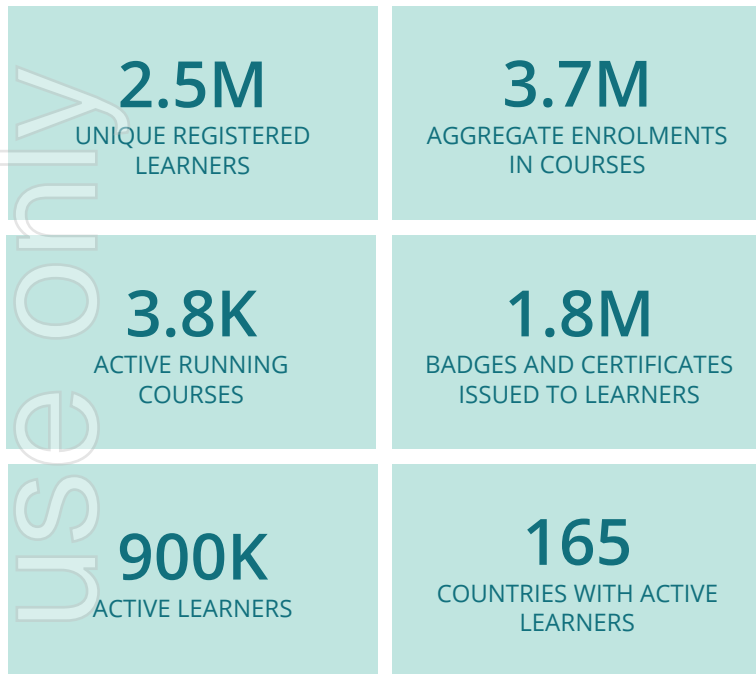 2.5M
UNIQUE REGISTERED
LEARNERS
3.7M
AGGREGATE ENROLMENTS
IN COURSES
3.8K
ACTIVE RUNNING
COURSES
1.8M
BADGES AND CERTIFICATES
ISSUED TO LEARNERS
900K
ACTIVE LEARNERS
165
COUNTRIES WITH ACTIVE
LEARNERS
use only